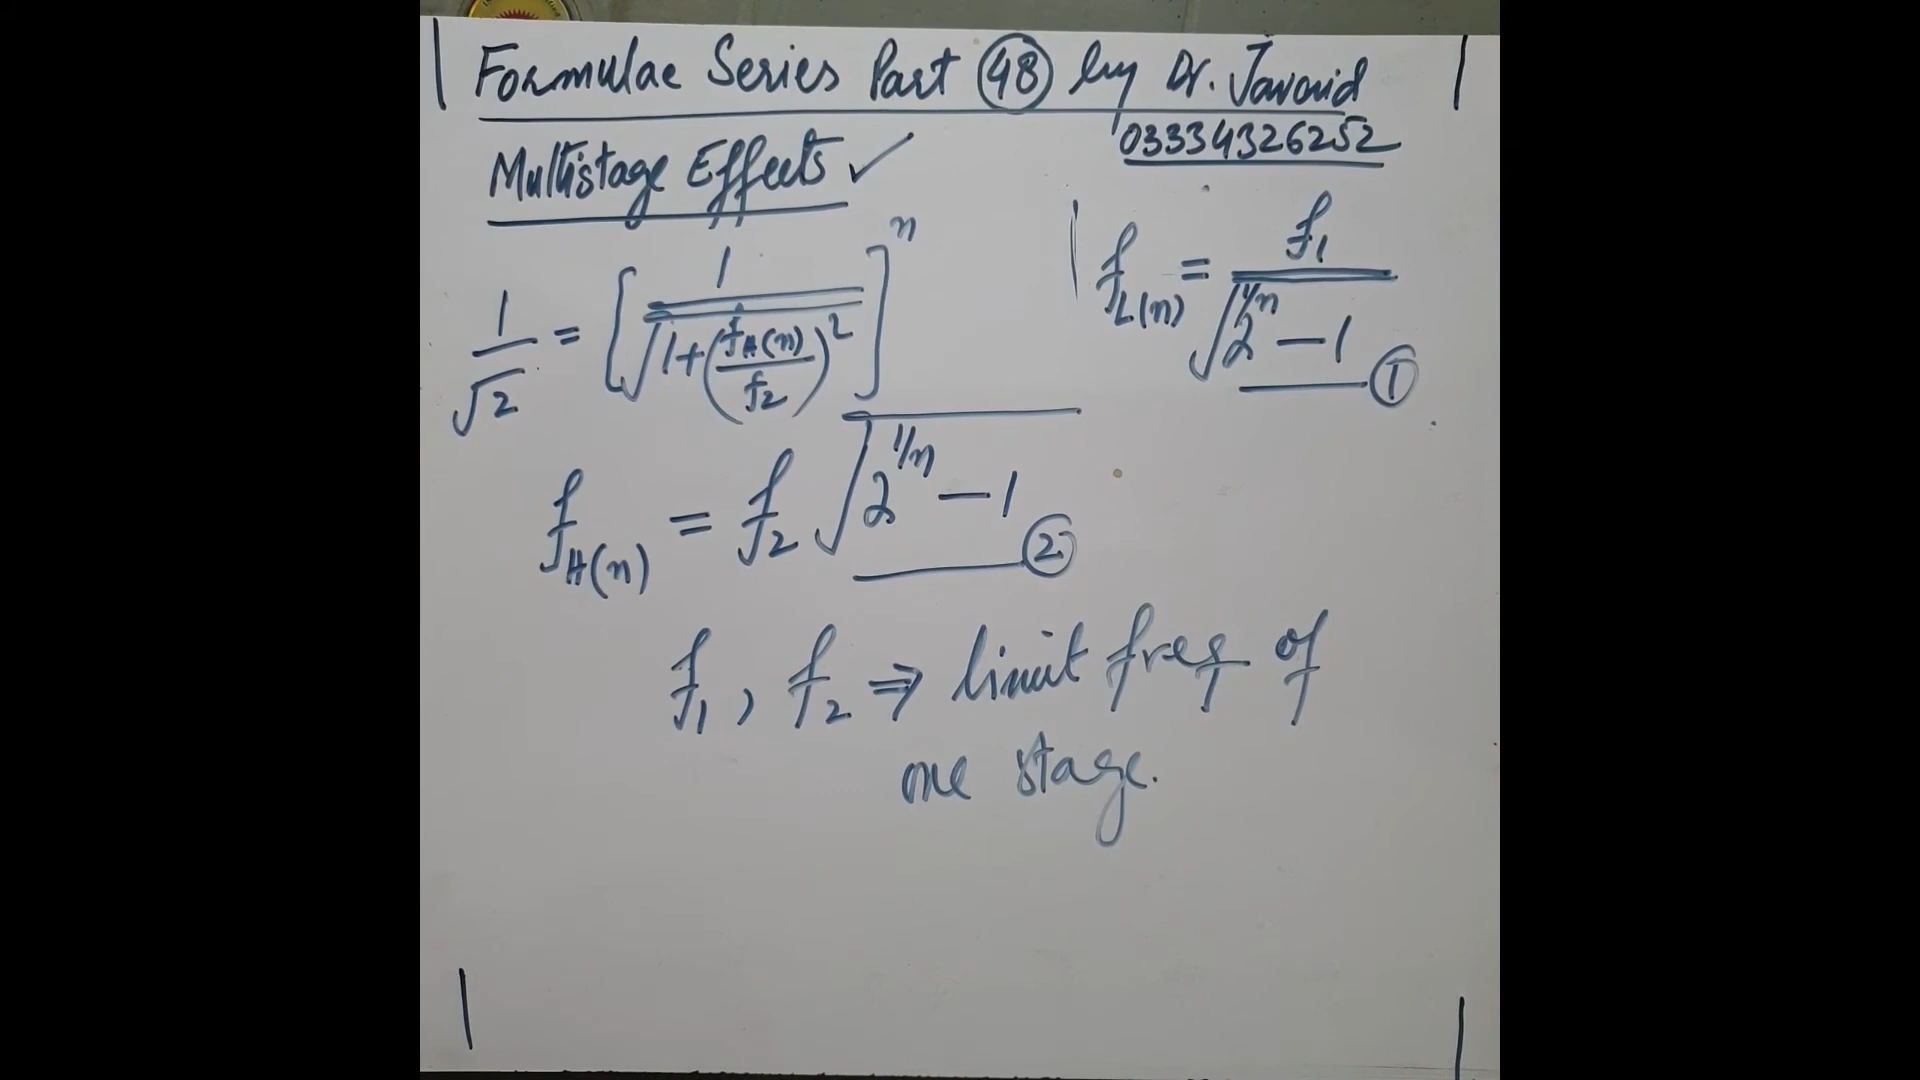 Formulae Series Part 48 by Dr. Javaid
03334326252
Multistage Effects ✓
1/√2 = [1/√(1+(f_H(n)/f_2)^2)]^n
f_L(n) = f_1/√(2^1/n − 1) ①
f_H(n) = f_2 √(2^1/n − 1) ②
f_1, f_2 ⇒ limit freq of
one stage.